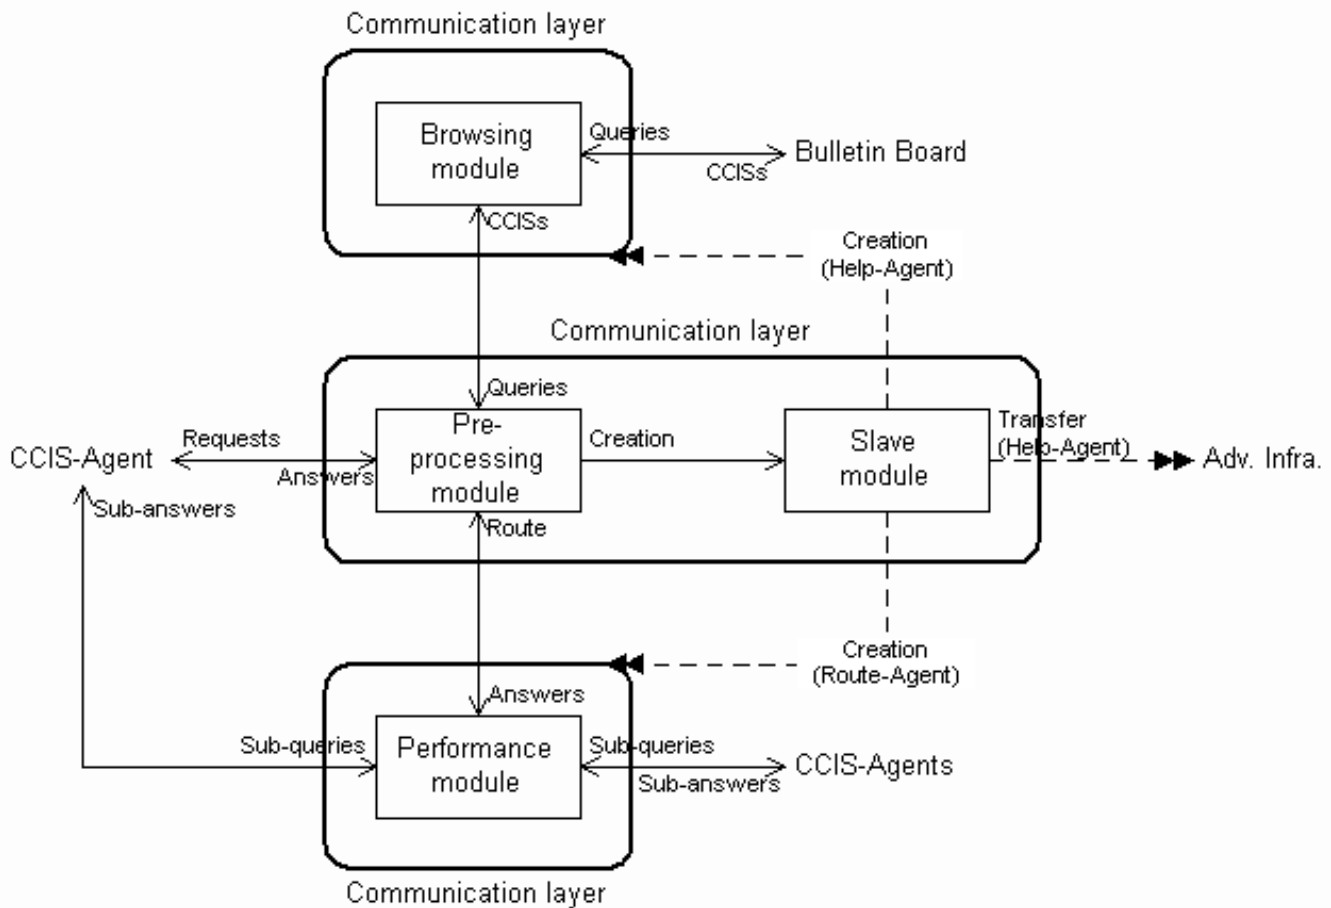 Communication layer
Browsing
module
Queries
CCISs
Bulletin Board
CCISs
Creation
(Help-Agent)
Communication layer
Queries
Pre-
processing
module
Requests
Answers
CCIS-Agent
Sub-answers
Creation
Slave
module
Transfer
(Help-Agent)
Adv. Infra.
Route
Creation
(Route-Agent)
Answers
Sub-queries
Performance
module
Sub-queries
Sub-answers
CCIS-Agents
Communication layer